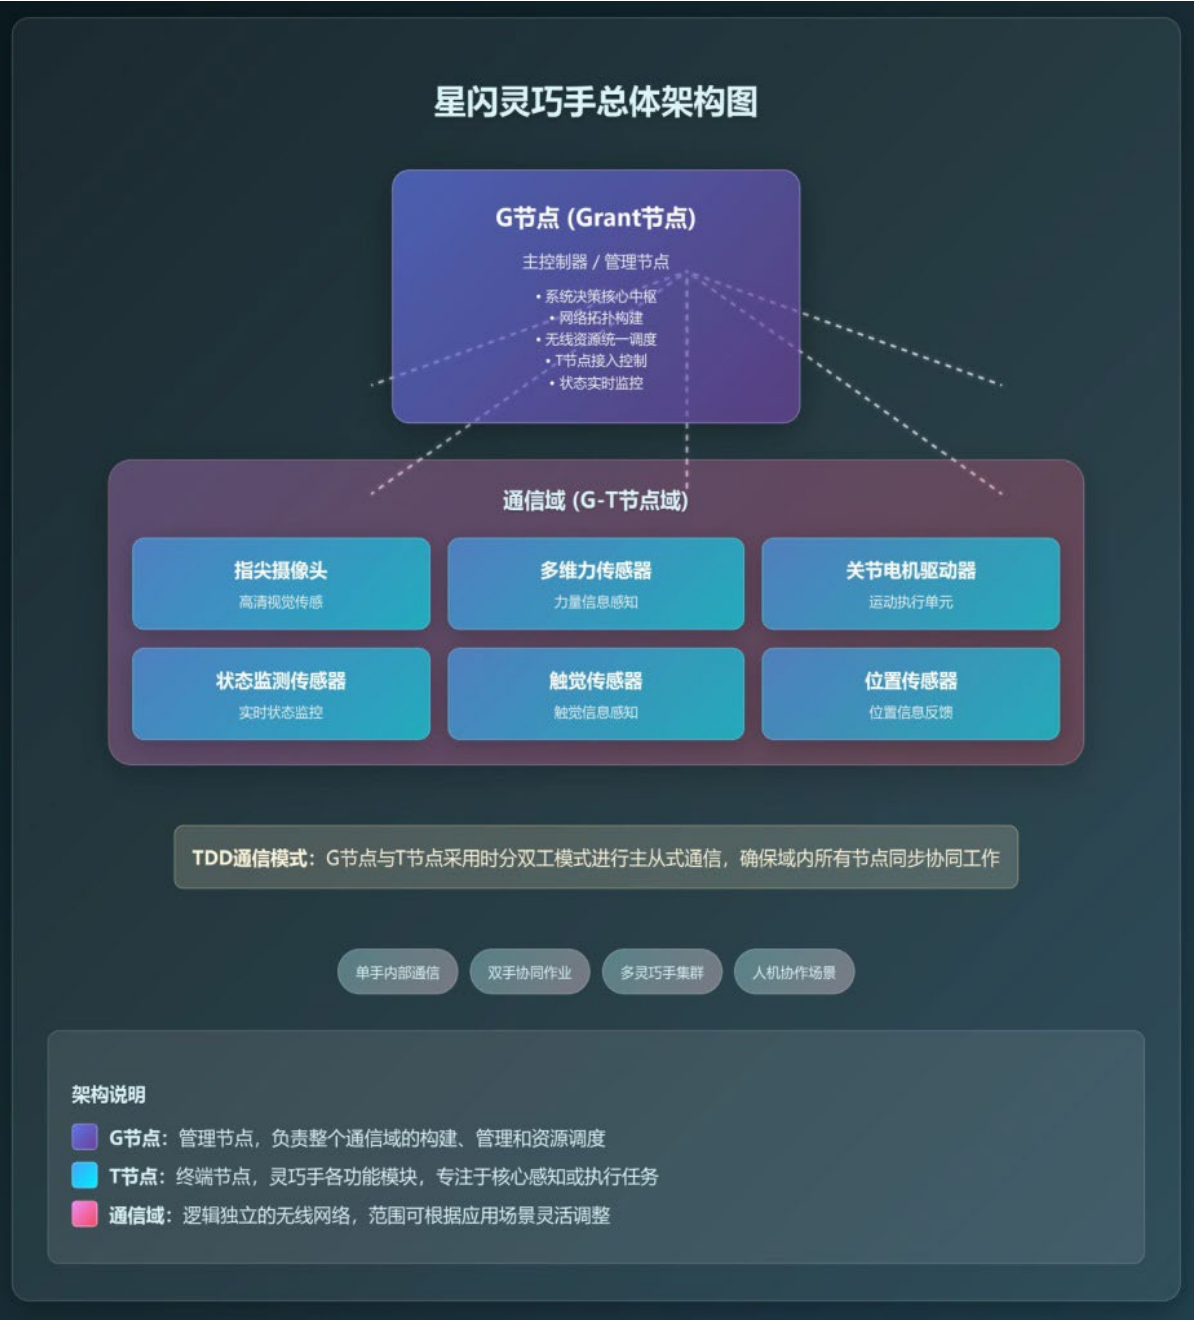 星闪灵巧手总体架构图
G节点 (Grant节点)
主控制器 / 管理节点
• 系统决策核心中枢
• 网络拓扑构建
• 无线资源统一调度
• T节点接入控制
• 状态实时监控
通信域 (G-T节点域)
指尖摄像头
高清视觉传感
多维力传感器
力量信息感知
关节电机驱动器
运动执行单元
状态监测传感器
实时状态监控
触觉传感器
触觉信息感知
位置传感器
位置信息反馈
TDD通信模式：G节点与T节点采用时分双工模式进行主从式通信，确保域内所有节点同步协同工作
单手内部通信
双手协同作业
多灵巧手集群
人机协作场景
架构说明
G节点：管理节点，负责整个通信域的构建、管理和资源调度
T节点：终端节点，灵巧手各功能模块，专注于核心感知或执行任务
通信域：逻辑独立的无线网络，范围可根据应用场景灵活调整